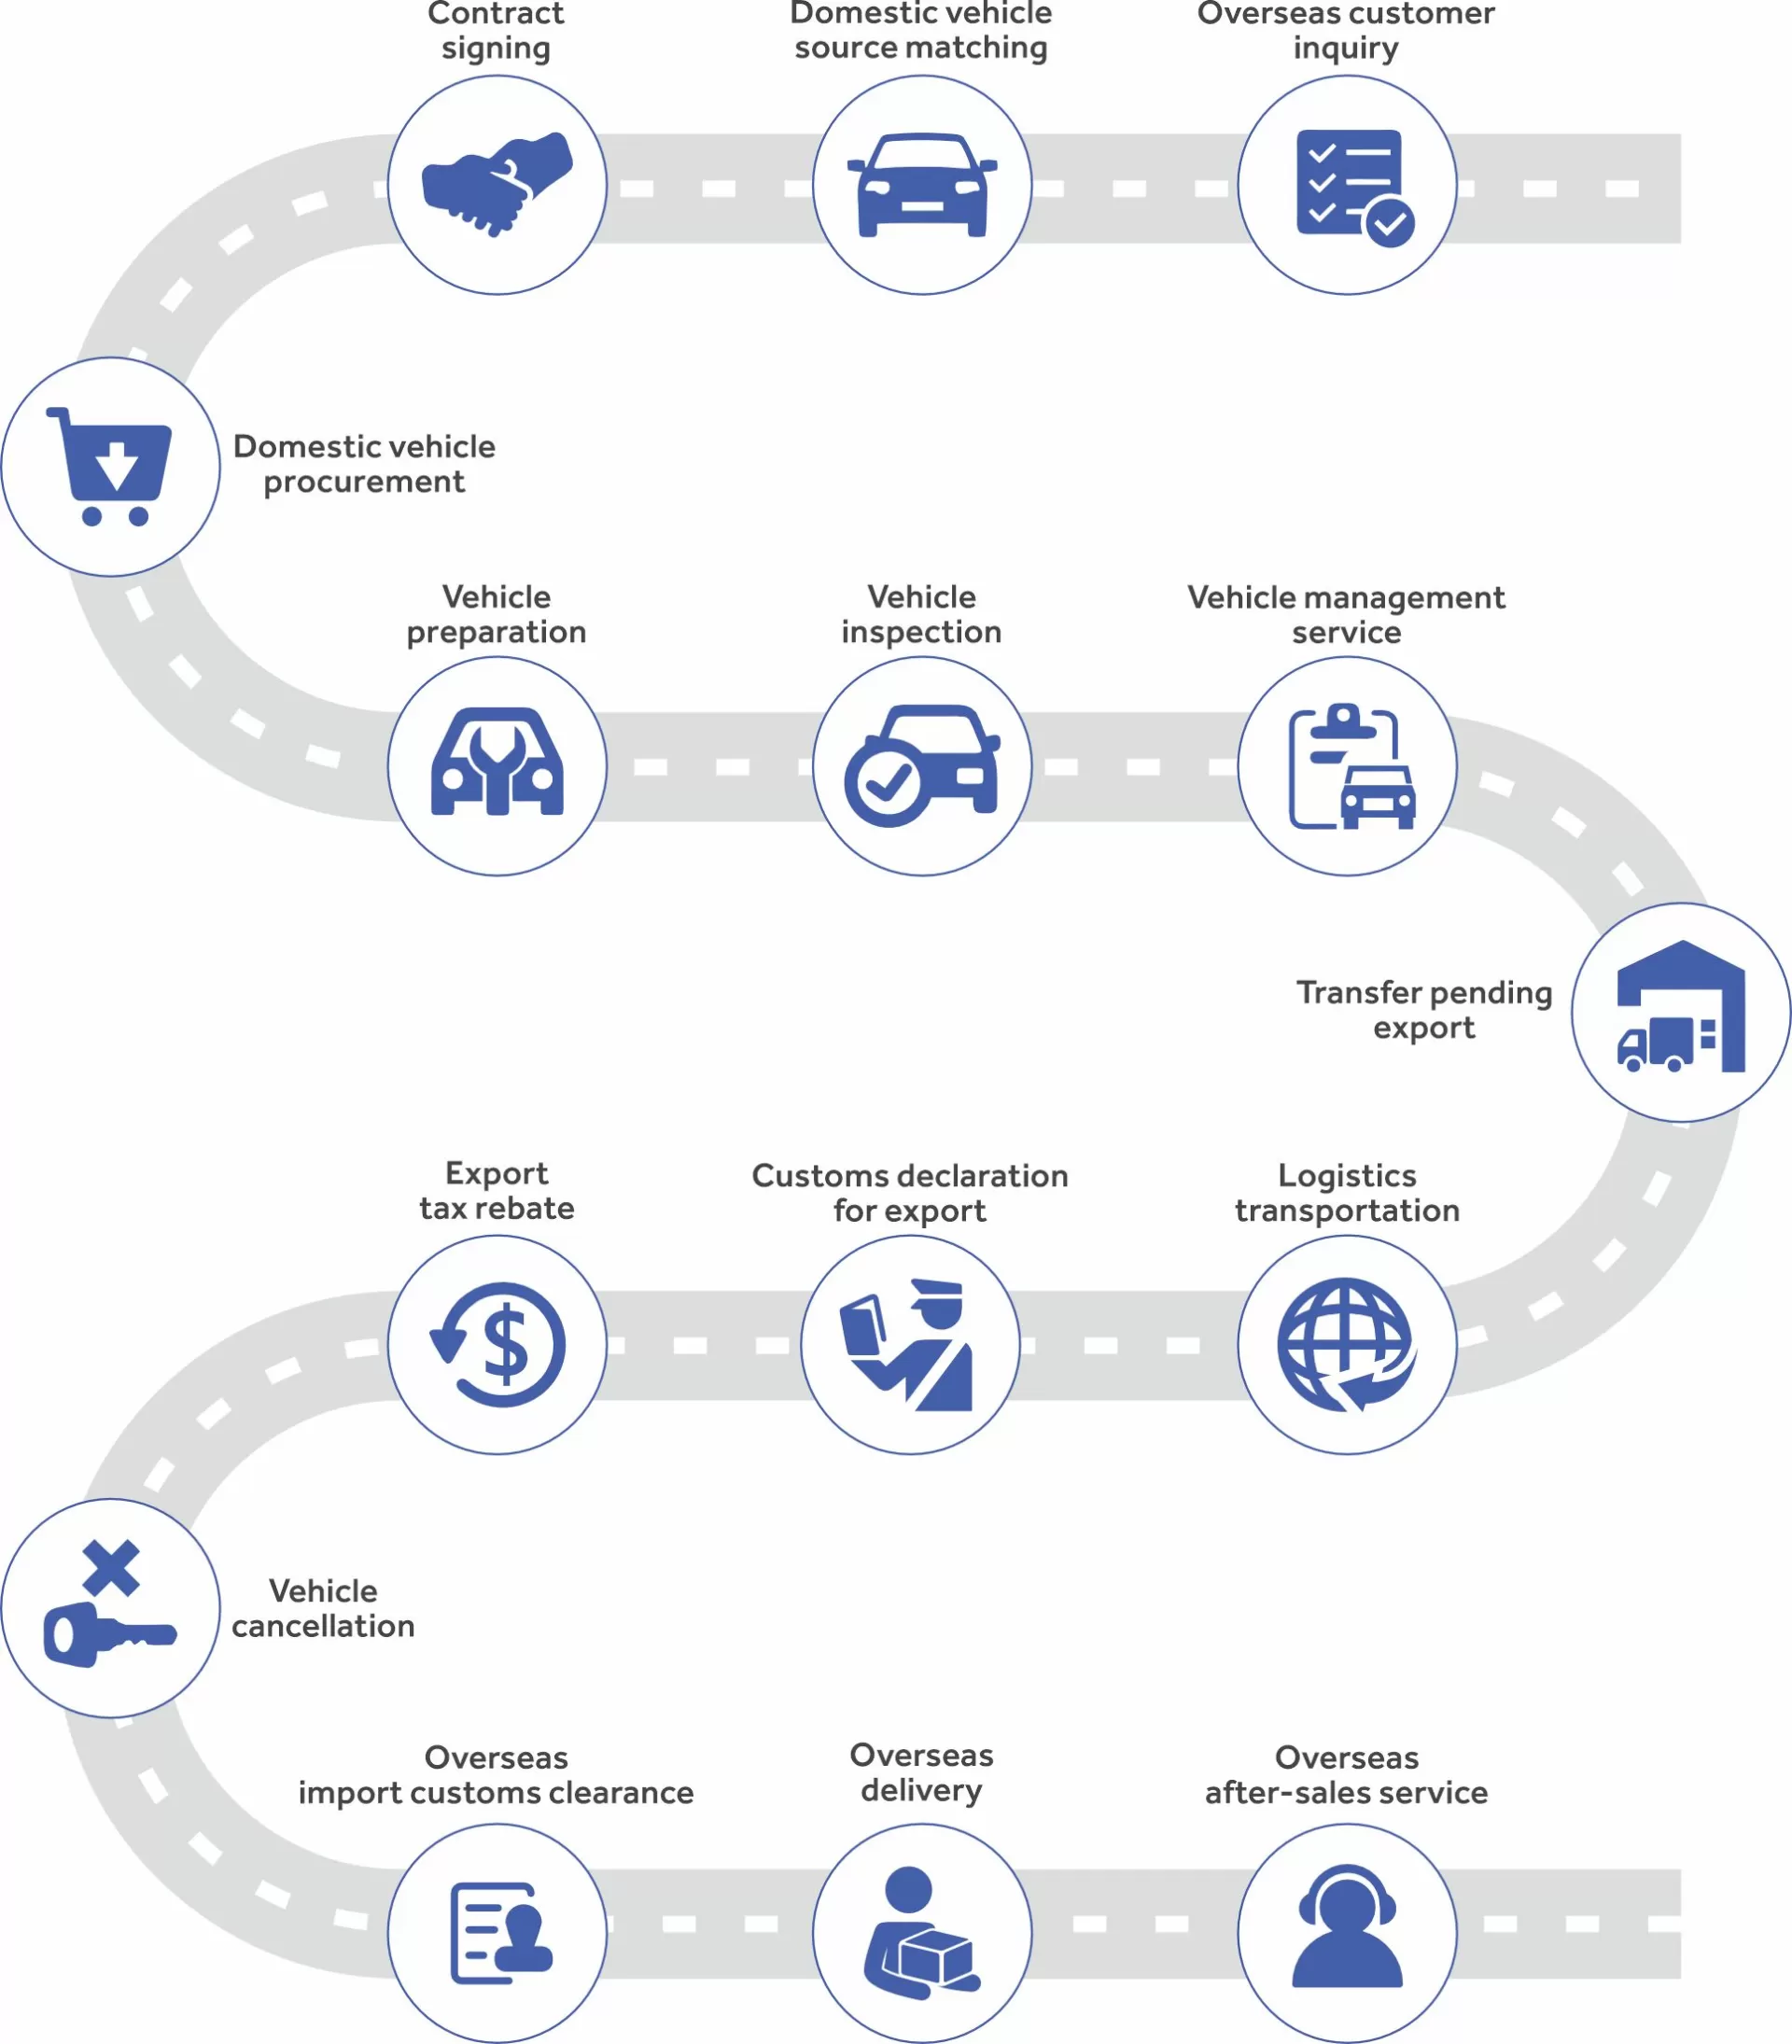 Contract
signing
Domestic vehicle
source matching
Overseas customer
inquiry
Domestic vehicle
procurement
Vehicle
preparation
Vehicle
inspection
Vehicle management
service
Transfer pending
export
Export
tax rebate
Customs declaration
for export
Logistics
transportation
$
Vehicle
cancellation
Overseas
import customs clearance
Overseas
delivery
Overseas
after-sales service